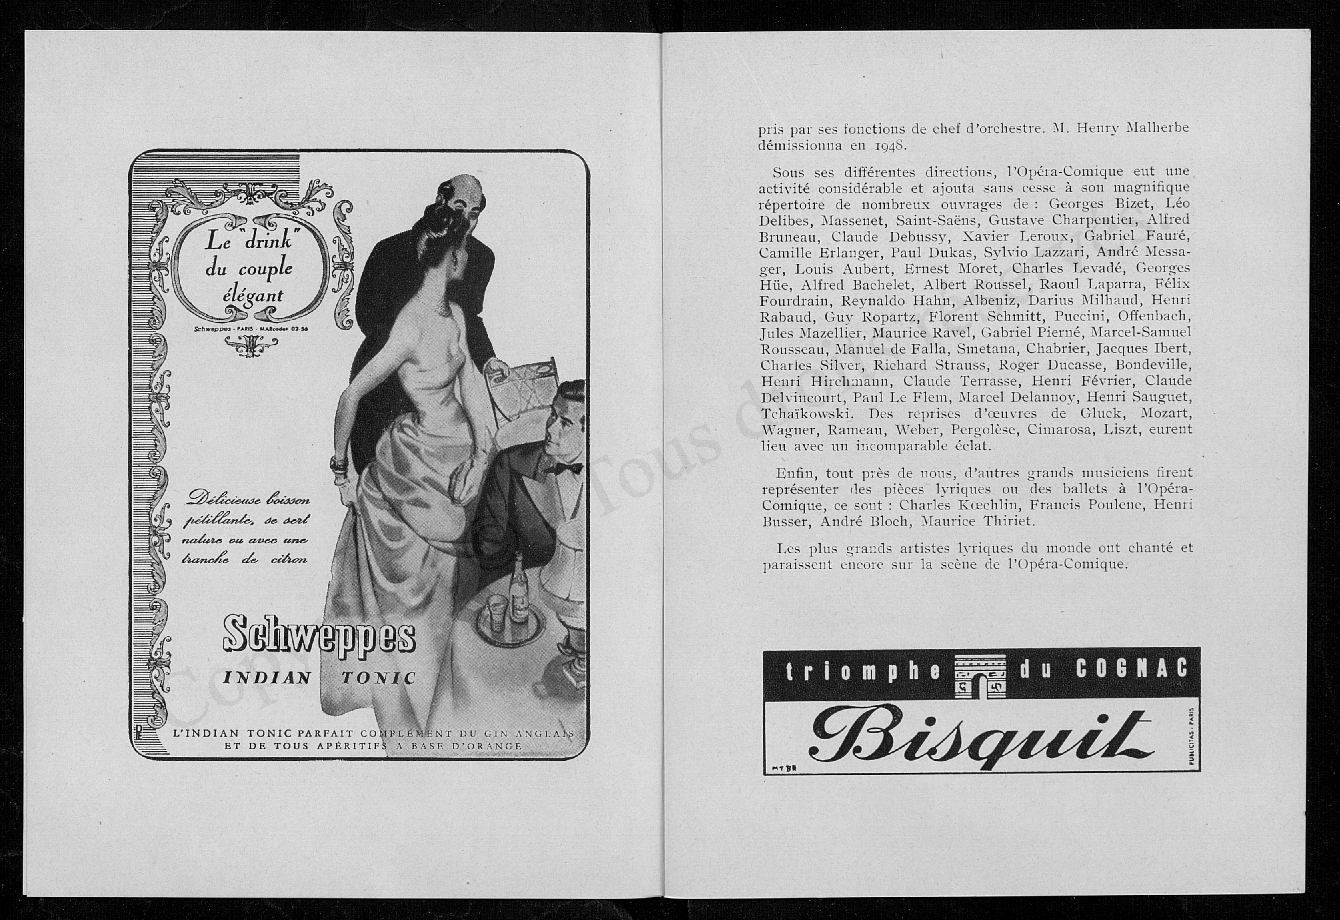 Le "drink"
du couple
élégant
Schweppes - PARIS - MARcadet 02-56
Délicieuse boisson
pétillante, se sert
nature ou avec une
tranche de citron
Schweppes
INDIAN TONIC
L'INDIAN TONIC PARFAIT COMPLÉMENT DU GIN ANGLAIS
ET DE TOUS APÉRITIFS A BASE D'ORANGE
pris par ses fonctions de chef d'orchestre. M. Henry Malherbe
démissionna en 1948.
Sous ses différentes directions, l'Opéra-Comique eut une
activité considérable et ajouta sans cesse à son magnifique
répertoire de nombreux ouvrages de : Georges Bizet, Léo
Delibes, Massenet, Saint-Saëns, Gustave Charpentier, Alfred
Bruneau, Claude Debussy, Xavier Leroux, Gabriel Fauré,
Camille Erlanger, Paul Dukas, Sylvio Lazzari, André Messa-
ger, Louis Aubert, Ernest Moret, Charles Levadé, Georges
Hüe, Alfred Bachelet, Albert Roussel, Raoul Laparra, Félix
Fourdrain, Reynaldo Hahn, Albeniz, Darius Milhaud, Henri
Rabaud, Guy Ropartz, Florent Schmitt, Puccini, Offenbach,
Jules Mazellier, Maurice Ravel, Gabriel Pierné, Marcel-Samuel
Rousseau, Manuel de Falla, Smetana, Chabrier, Jacques Ibert,
Charles Silver, Richard Strauss, Roger Ducasse, Bondeville,
Henri Hirchmann, Claude Terrasse, Henri Février, Claude
Delvincourt, Paul Le Flem, Marcel Delannoy, Henri Sauguet,
Tchaïkowski. Des reprises d'œuvres de Gluck, Mozart,
Wagner, Rameau, Weber, Pergolèse, Cimarosa, Liszt, eurent
lieu avec un incomparable éclat.
Enfin, tout près de nous, d'autres grands musiciens firent
représenter des pièces lyriques ou des ballets à l'Opéra-
Comique, ce sont : Charles Kœchlin, Francis Poulenc, Henri
Busser, André Bloch, Maurice Thiriet.
Les plus grands artistes lyriques du monde ont chanté et
paraissent encore sur la scène de l'Opéra-Comique.
triomphe du COGNAC
Bisquit
PUBLICITAS - PARIS
© Tous